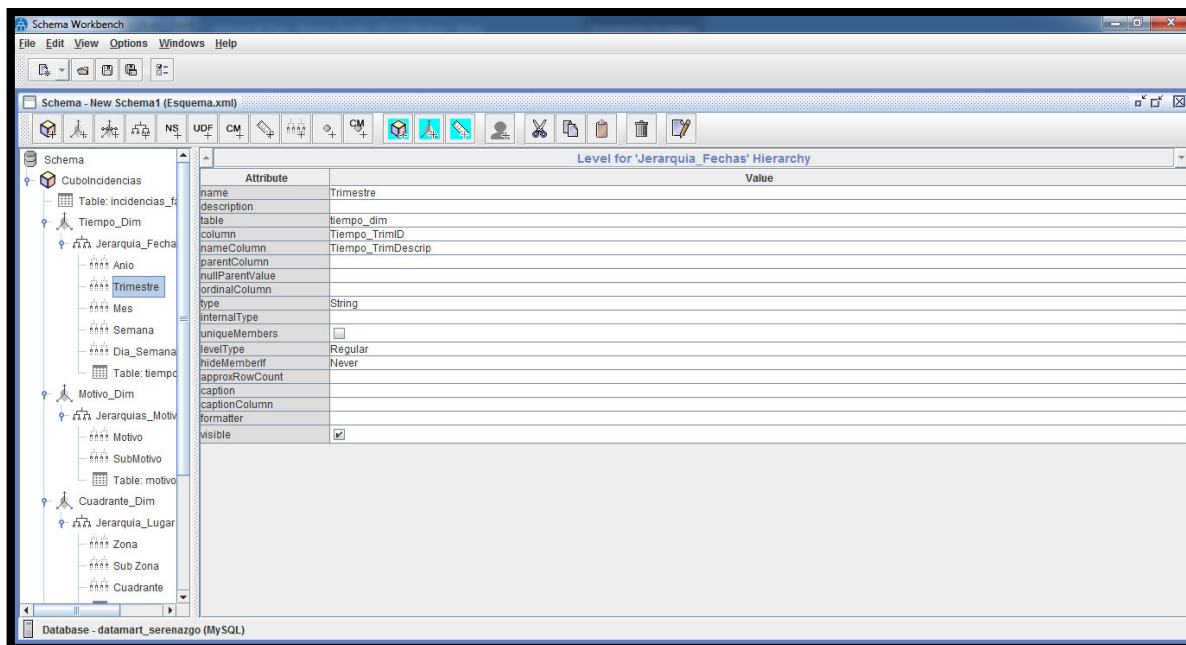 Schema Workbench
File Edit View Options Windows Help
Schema - New Schema1 (Esquema.xml)
NS UDF CM CM
Schema
CuboIncidencias
Table: incidencias_fa
Tiempo_Dim
Jerarquia_Fecha
Anio
Trimestre
Mes
Semana
Dia_Semana
Table: tiempo
Motivo_Dim
Jerarquias_Motiv
Motivo
SubMotivo
Table: motivo
Cuadrante_Dim
Jerarquia_Lugar
Zona
Sub Zona
Cuadrante
Level for 'Jerarquia_Fechas' Hierarchy
Attribute Value
name Trimestre
description
table tiempo_dim
column Tiempo_TrimID
nameColumn Tiempo_TrimDescrip
parentColumn
nullParentValue
ordinalColumn
type String
internalType
uniqueMembers
levelType Regular
hideMemberIf Never
approxRowCount
caption
captionColumn
formatter
visible
Database - datamart_serenazgo (MySQL)